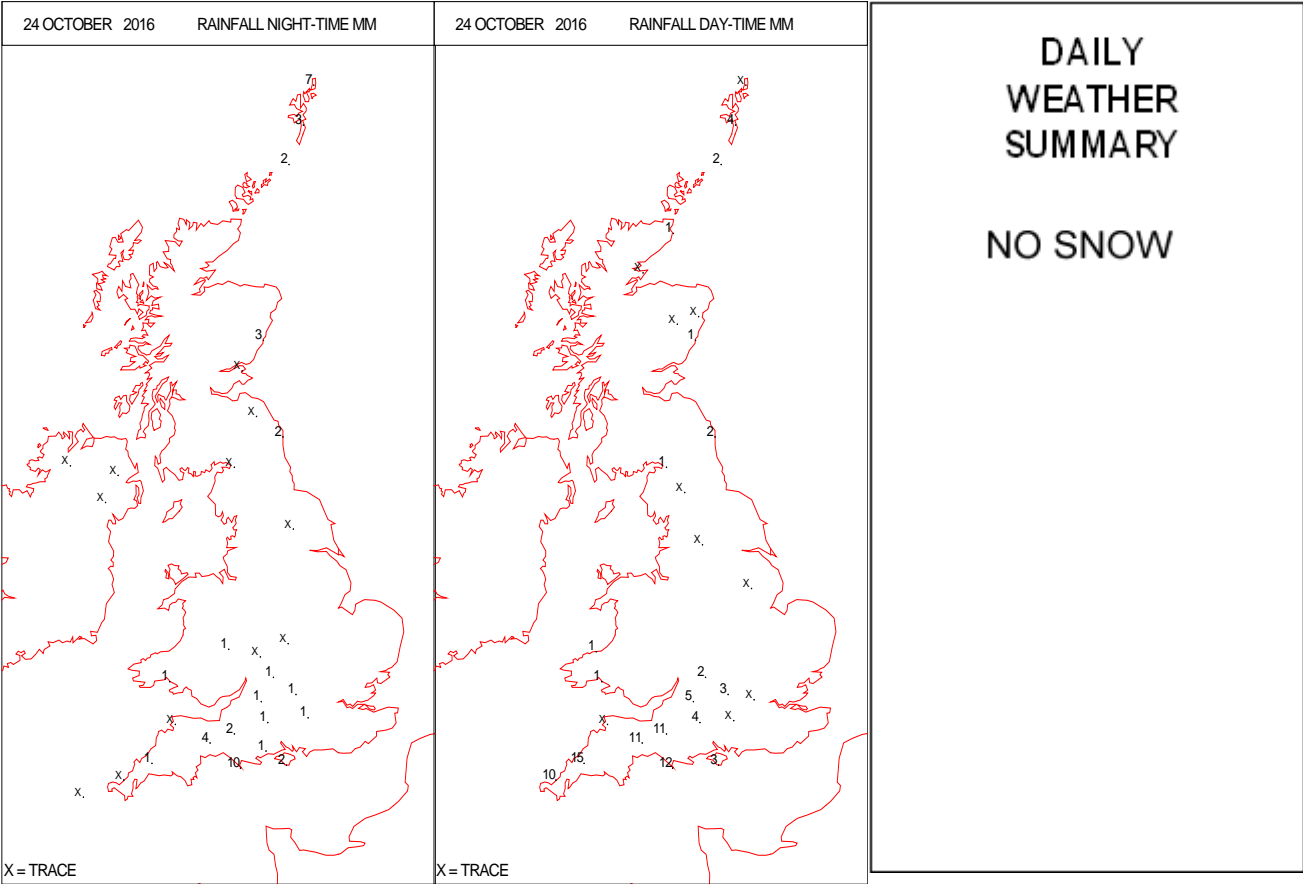 24 OCTOBER 2016 RAINFALL NIGHT-TIME MM
7.
3.
2.
3.
X.
X.
2.
X.
X.
X.
X.
X.
X.
1.
X.
1.
1
1.
1.
1.
1.
X.
2.
4.
1.
1.
10.
2.
X.
X.
X = TRACE
24 OCTOBER 2016 RAINFALL DAY-TIME MM
X.
4.
2.
1.
X.
X.
X.
1.
2.
1.
X.
X.
X.
1.
1
2.
3.
5.
X.
4.
X.
X.
11.
11.
15.
12.
3.
10.
X = TRACE
DAILY
WEATHER
SUMMARY
NO SNOW